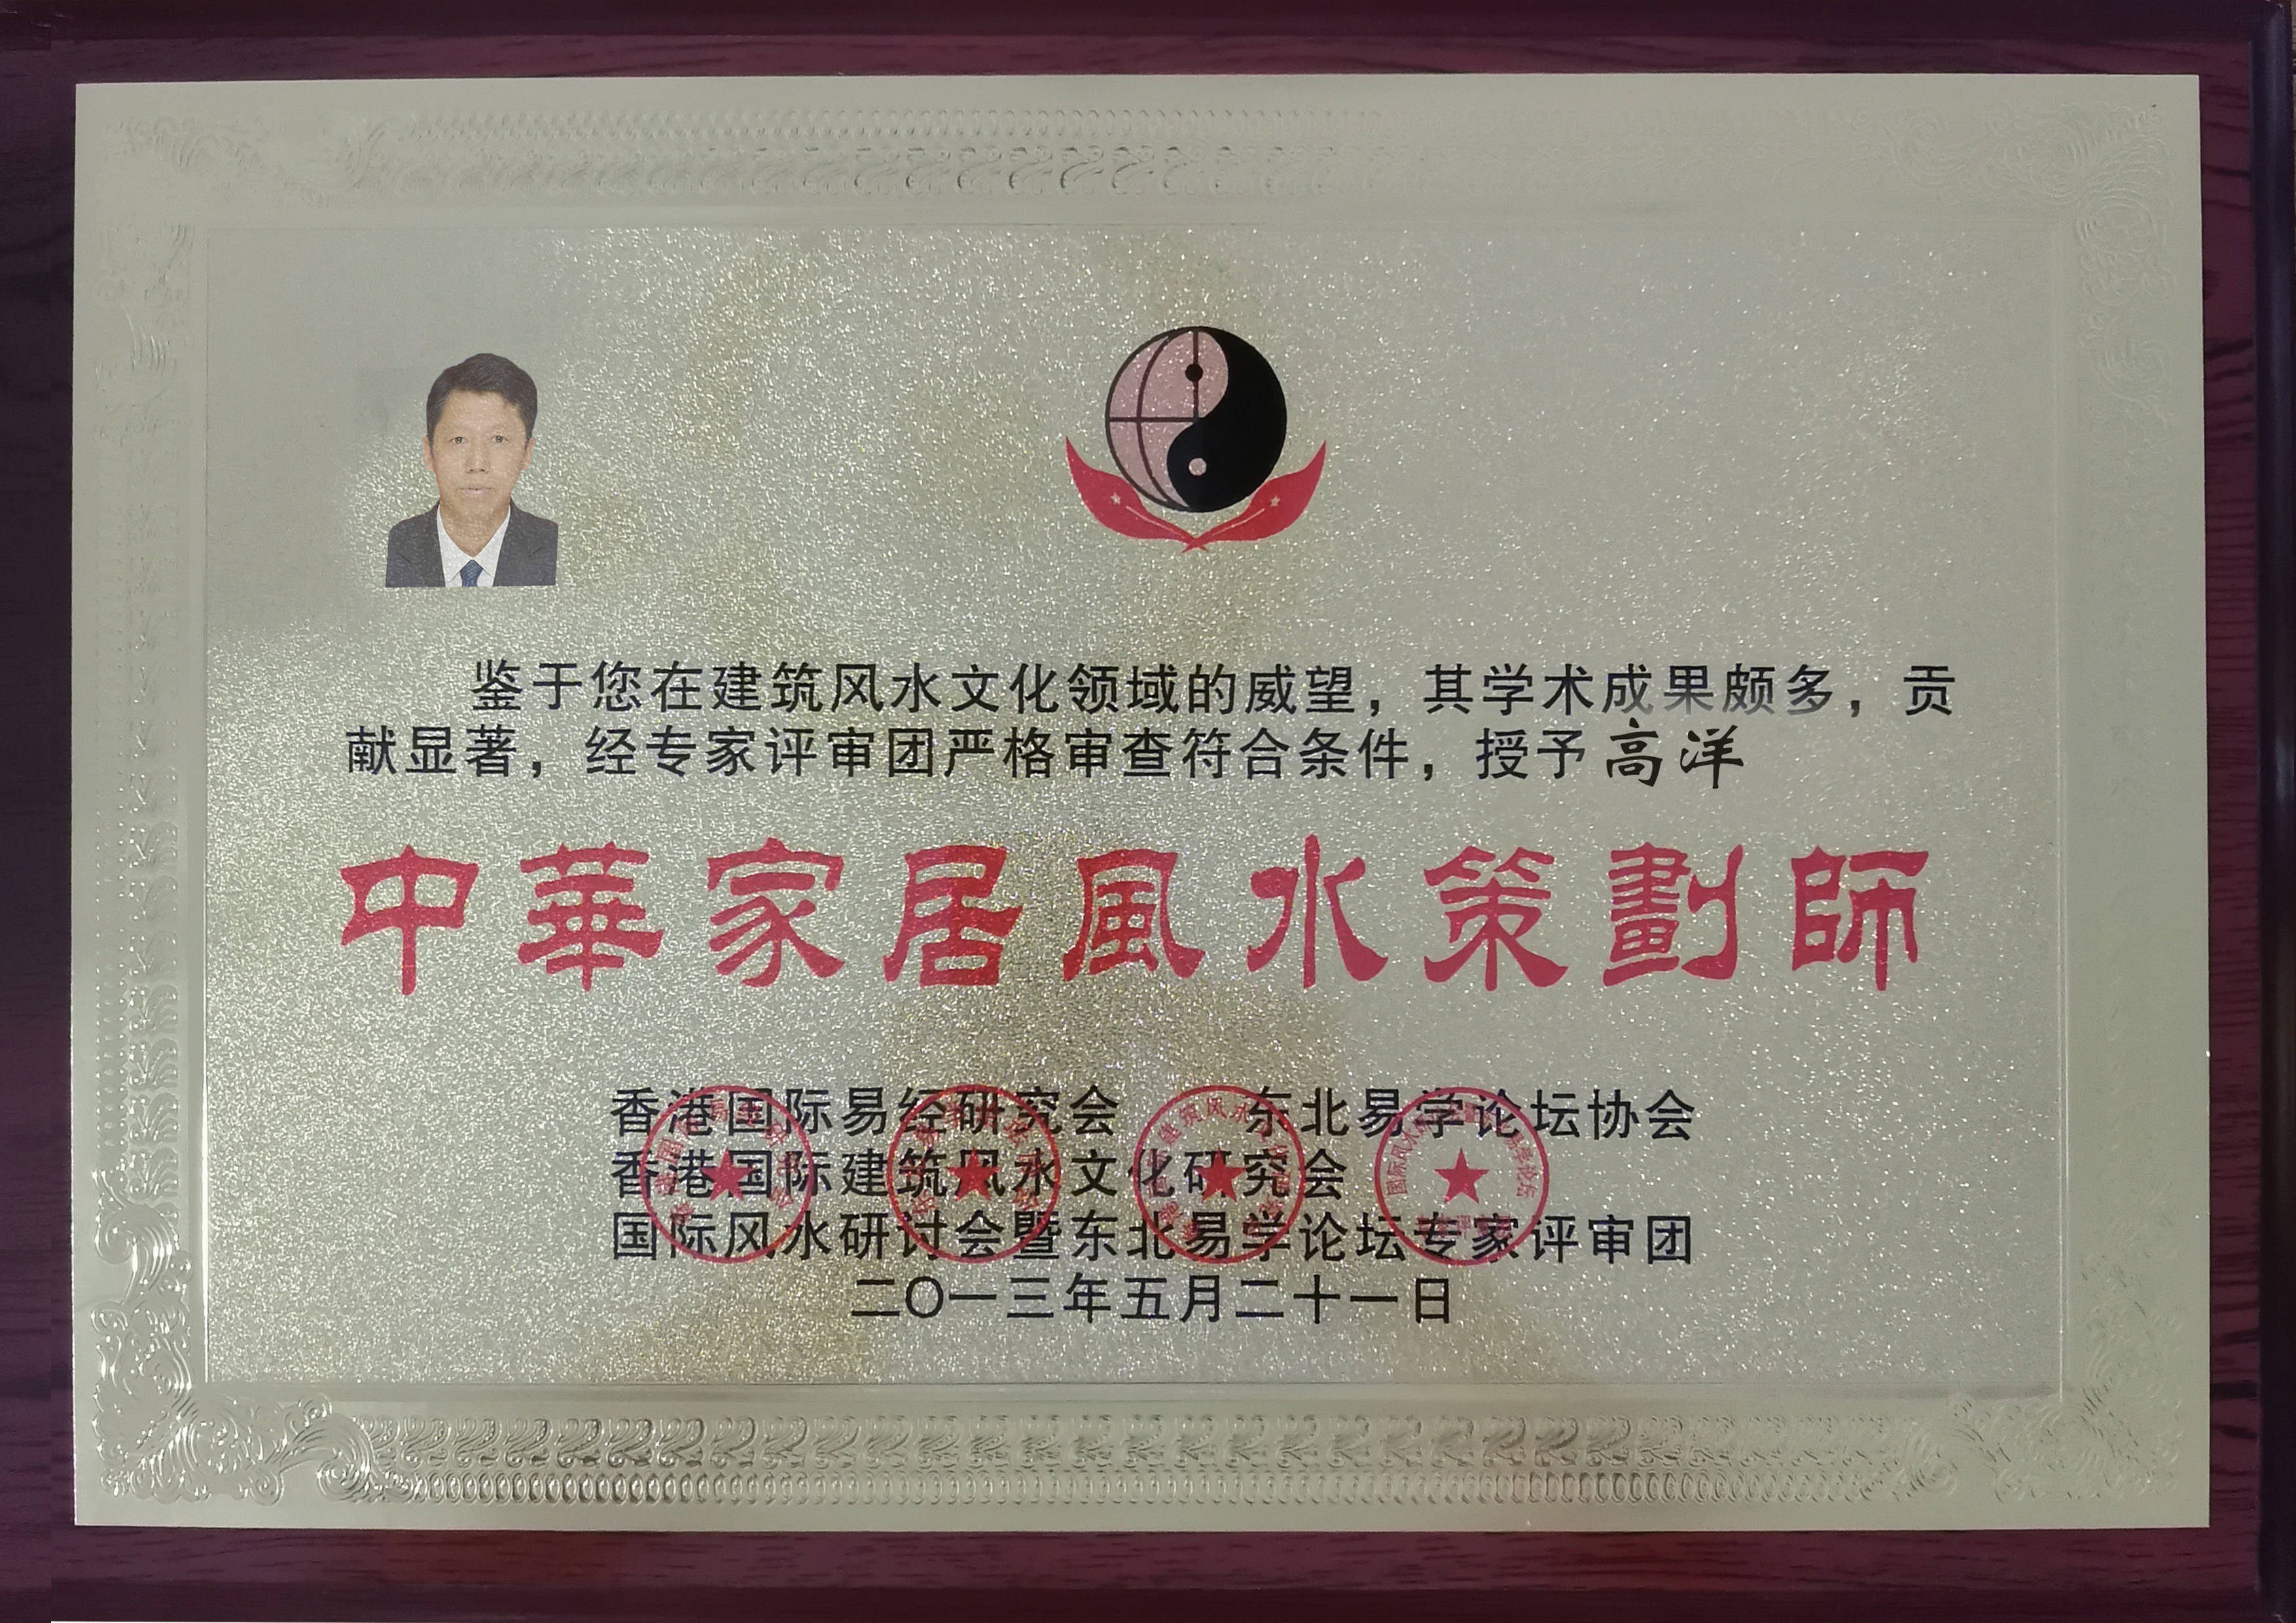 鉴于您在建筑风水文化领域的威望，其学术成果颇多，贡
献显著，经专家评审团严格审查符合条件，授予高洋
中華家居風水策劃師
香港国际易经研究会 东北易学论坛协会
香港国际建筑风水文化研究会
国际风水研讨会暨东北易学论坛专家评审团
二〇一三年五月二十一日